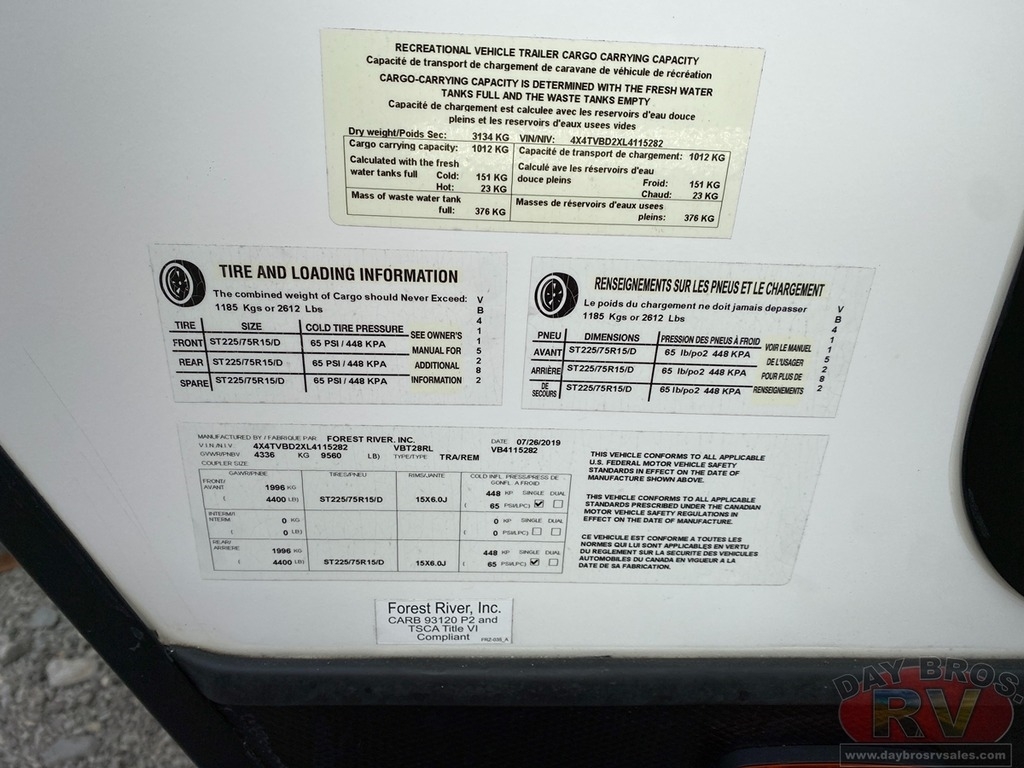 RECREATIONAL VEHICLE TRAILER CARGO CARRYING CAPACITY
Capacité de transport de chargement de caravane de véhicule de récréation
CARGO-CARRYING CAPACITY IS DETERMINED WITH THE FRESH WATER
TANKS FULL AND THE WASTE TANKS EMPTY
Capacité de chargement est calculee avec les reservoirs d'eau douce
pleins et les reservoirs d'eaux usees vides
Dry weight/Poids Sec: 3134 KG VIN/NIV: 4X4TVBD2XL4115282
Cargo carrying capacity: 1012 KG Capacité de transport de chargement: 1012 KG
Calculated with the fresh Calculé ave les réservoirs d'eau
water tanks full Cold: 151 KG douce pleins Froid: 151 KG
Hot: 23 KG Chaud: 23 KG
Mass of waste water tank Masses de réservoirs d'eaux usees
full: 376 KG pleins: 376 KG
TIRE AND LOADING INFORMATION
The combined weight of Cargo should Never Exceed:
1185 Kgs or 2612 Lbs
TIRE SIZE COLD TIRE PRESSURE SEE OWNER'S
FRONT ST225/75R15/D 65 PSI / 448 KPA MANUAL FOR
REAR ST225/75R15/D 65 PSI / 448 KPA ADDITIONAL
SPARE ST225/75R15/D 65 PSI / 448 KPA INFORMATION
VB4115282
RENSEIGNEMENTS SUR LES PNEUS ET LE CHARGEMENT
Le poids du chargement ne doit jamais depasser
1185 Kgs or 2612 Lbs
PNEU DIMENSIONS PRESSION DES PNEUS À FROID VOIR LE MANUEL
AVANT ST225/75R15/D 65 lb/po2 448 KPA DE L'USAGER
ARRIÈRE ST225/75R15/D 65 lb/po2 448 KPA POUR PLUS DE
DE SECOURS ST225/75R15/D 65 lb/po2 448 KPA RENSEIGNEMENTS
VB4115282
MANUFACTURED BY / FABRIQUE PAR FOREST RIVER, INC. DATE 07/26/2019
V.I.N./N.I.V. 4X4TVBD2XL4115282 VBT28RL VB4115282
GVWR/PNBV 4336 KG 9560 LB) TYPE/TYPE TRA/REM
COUPLER SIZE
GAWR/PNBE TIRES/PNEU RIMS/JANTE COLD INFL. PRESS/PRESS DE
GONFL A FROID
FRONT/
AVANT 1996 KG 448 KP SINGLE DUAL
( 4400 LB) ST225/75R15/D 15X6.0J ( 65 PSI/LPC)
INTERM/
INTERM. 0 KG 0 KP SINGLE DUAL
( 0 LB) ( 0 PSI/LPC)
REAR/
ARRIERE 1996 KG 448 KP SINGLE DUAL
( 4400 LB) ST225/75R15/D 15X6.0J ( 65 PSI/LPC)
THIS VEHICLE CONFORMS TO ALL APPLICABLE
U.S. FEDERAL MOTOR VEHICLE SAFETY
STANDARDS IN EFFECT ON THE DATE OF
MANUFACTURE SHOWN ABOVE.
THIS VEHICLE CONFORMS TO ALL APPLICABLE
STANDARDS PRESCRIBED UNDER THE CANADIAN
MOTOR VEHICLE SAFETY REGULATIONS IN
EFFECT ON THE DATE OF MANUFACTURE.
CE VEHICULE EST CONFORME A TOUTES LES
NORMES QUI LUI SONT APPLICABLES EN VERTU
DU REGLEMENT SUR LA SECURITE DES VEHICULES
AUTOMOBILES DU CANADA EN VIGUEUR A LA
DATE DE SA FABRICATION.
Forest River, Inc.
CARB 93120 P2 and
TSCA Title VI
Compliant
DAY BROS.
RV
www.daybrosrvsales.com